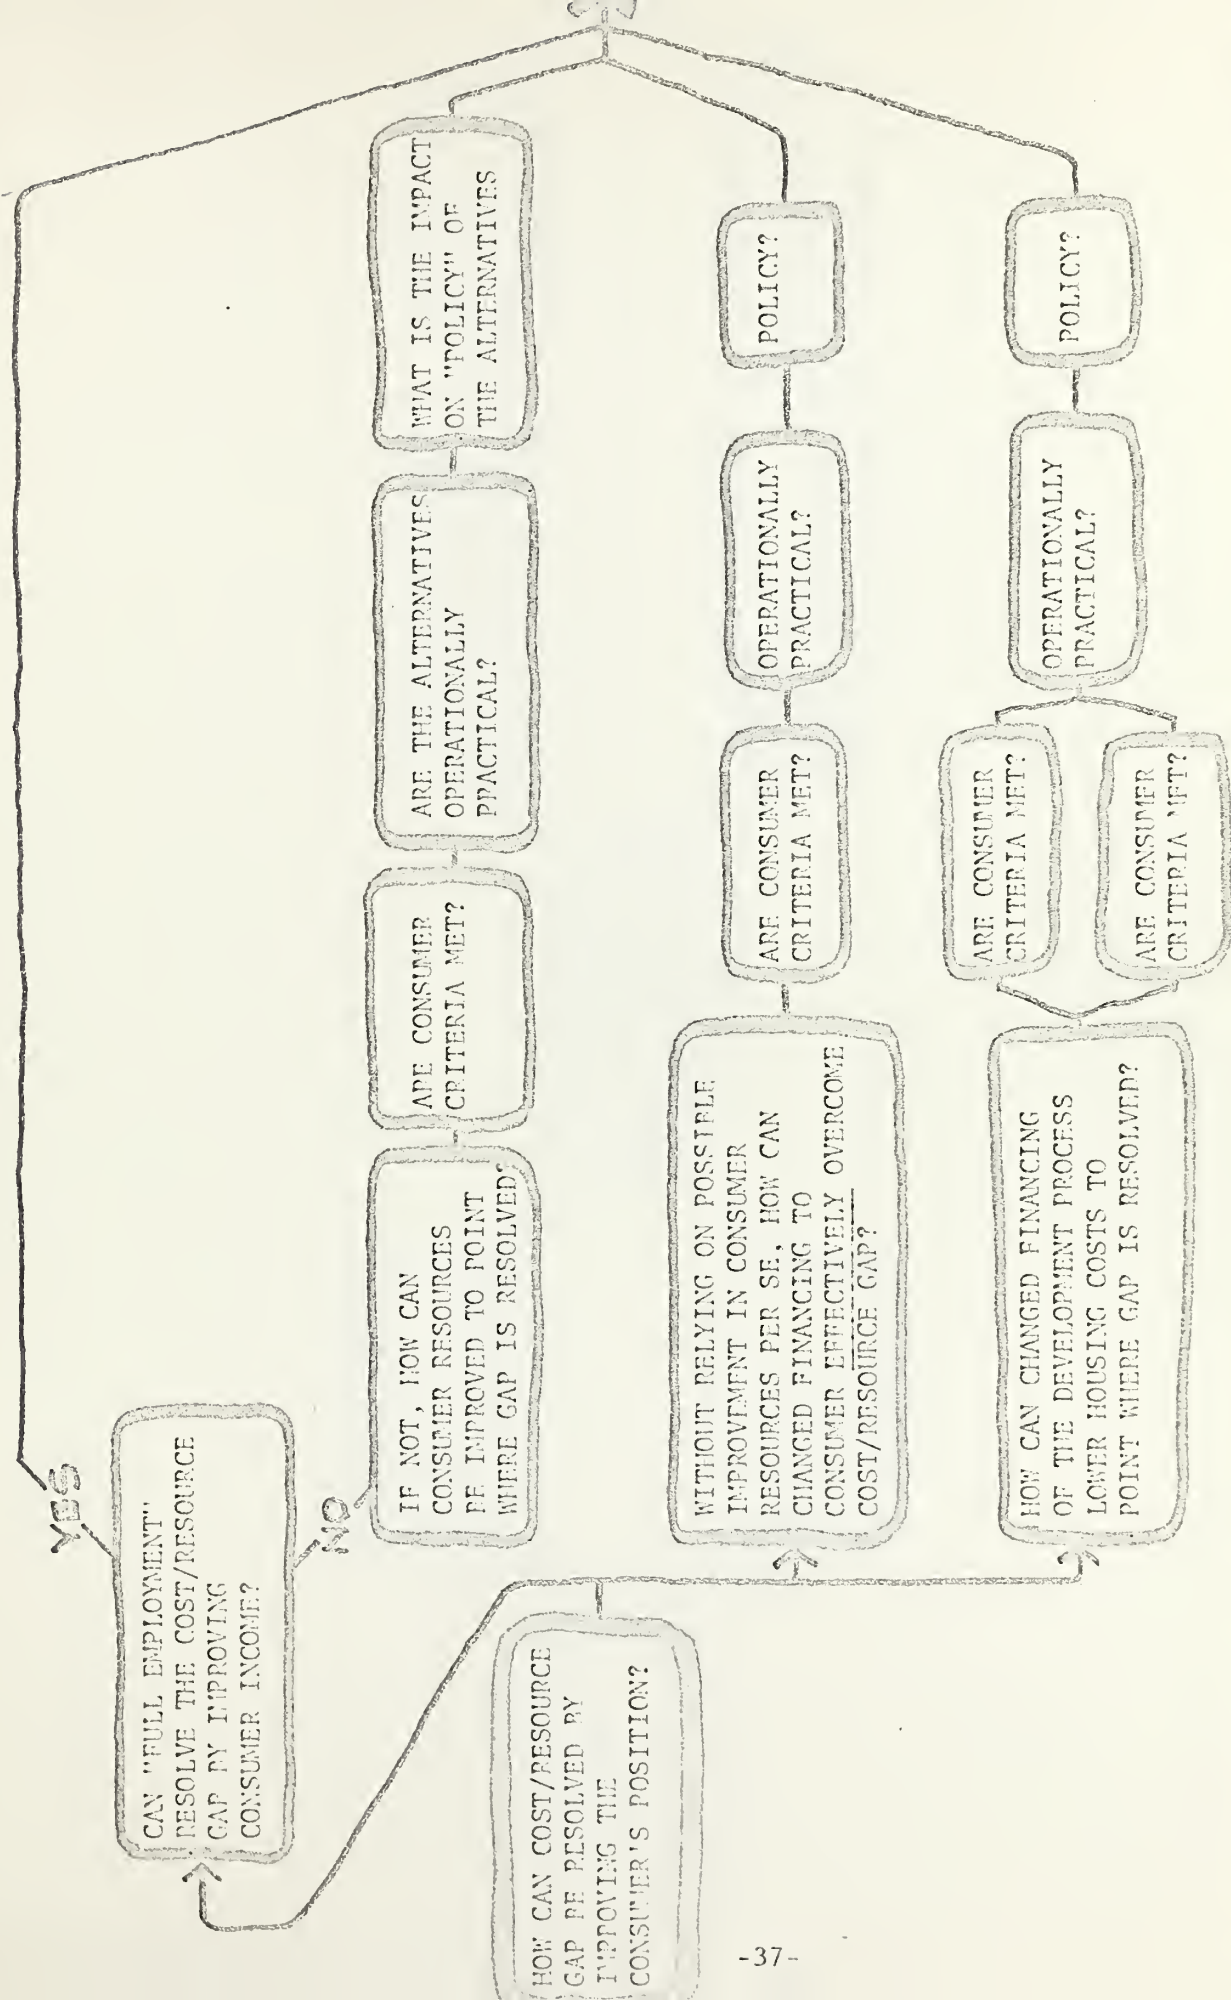 HOW CAN COST/RESOURCE
GAP BE RESOLVED BY
IMPROVING THE
CONSUMER'S POSITION?
CAN "FULL EMPLOYMENT"
RESOLVE THE COST/RESOURCE
GAP BY IMPROVING
CONSUMER INCOME?
YES
NO
IF NOT, HOW CAN
CONSUMER RESOURCES
BE IMPROVED TO POINT
WHERE GAP IS RESOLVED?
ARE CONSUMER
CRITERIA MET?
ARE THE ALTERNATIVES
OPERATIONALLY
PRACTICAL?
WHAT IS THE IMPACT
ON "POLICY" OF
THE ALTERNATIVES
WITHOUT RELYING ON POSSIBLE
IMPROVEMENT IN CONSUMER
RESOURCES PER SE, HOW CAN
CHANGED FINANCING TO
CONSUMER EFFECTIVELY OVERCOME
COST/RESOURCE GAP?
ARE CONSUMER
CRITERIA MET?
OPERATIONALLY
PRACTICAL?
POLICY?
HOW CAN CHANGED FINANCING
OF THE DEVELOPMENT PROCESS
LOWER HOUSING COSTS TO
POINT WHERE GAP IS RESOLVED?
ARE CONSUMER
CRITERIA MET?
ARE CONSUMER
CRITERIA MET?
OPERATIONALLY
PRACTICAL?
POLICY?
-37-